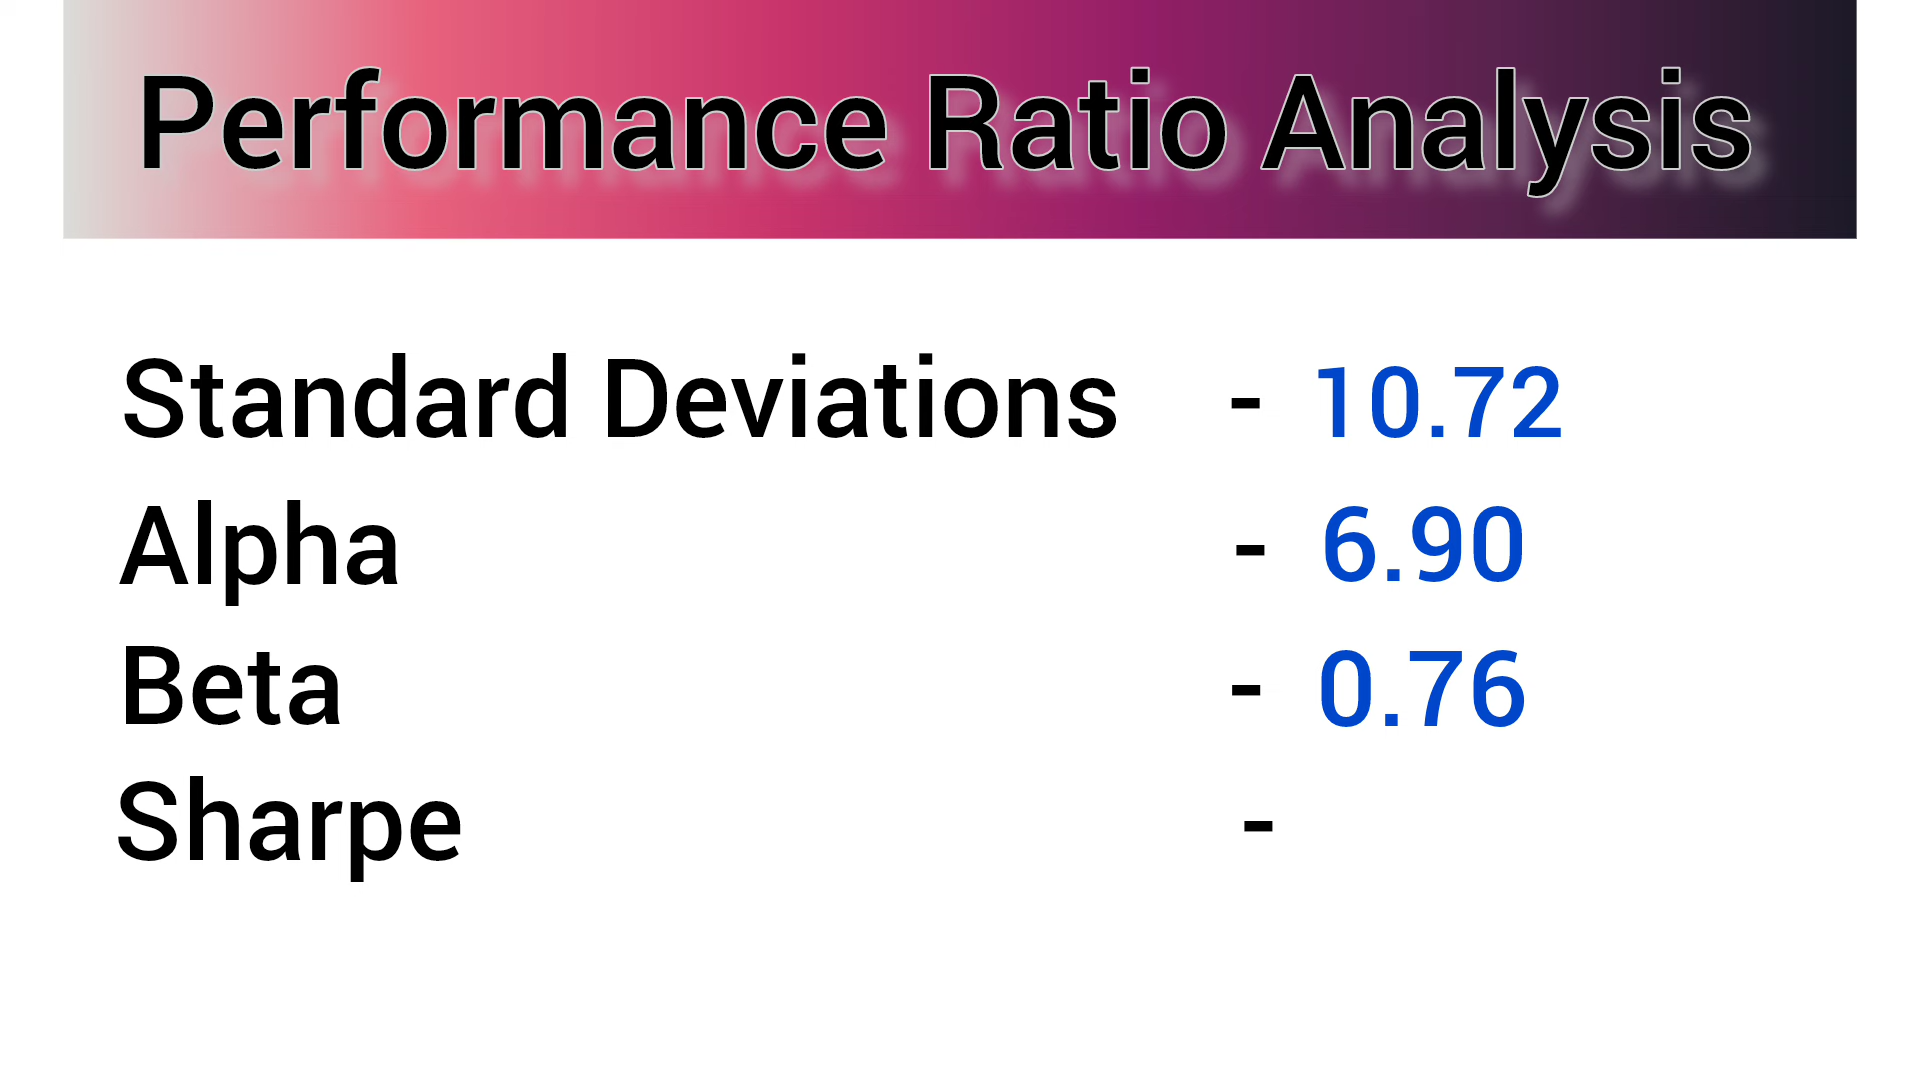 Performance Ratio Analysis
Standard Deviations - 10.72
Alpha - 6.90
Beta - 0.76
Sharpe -